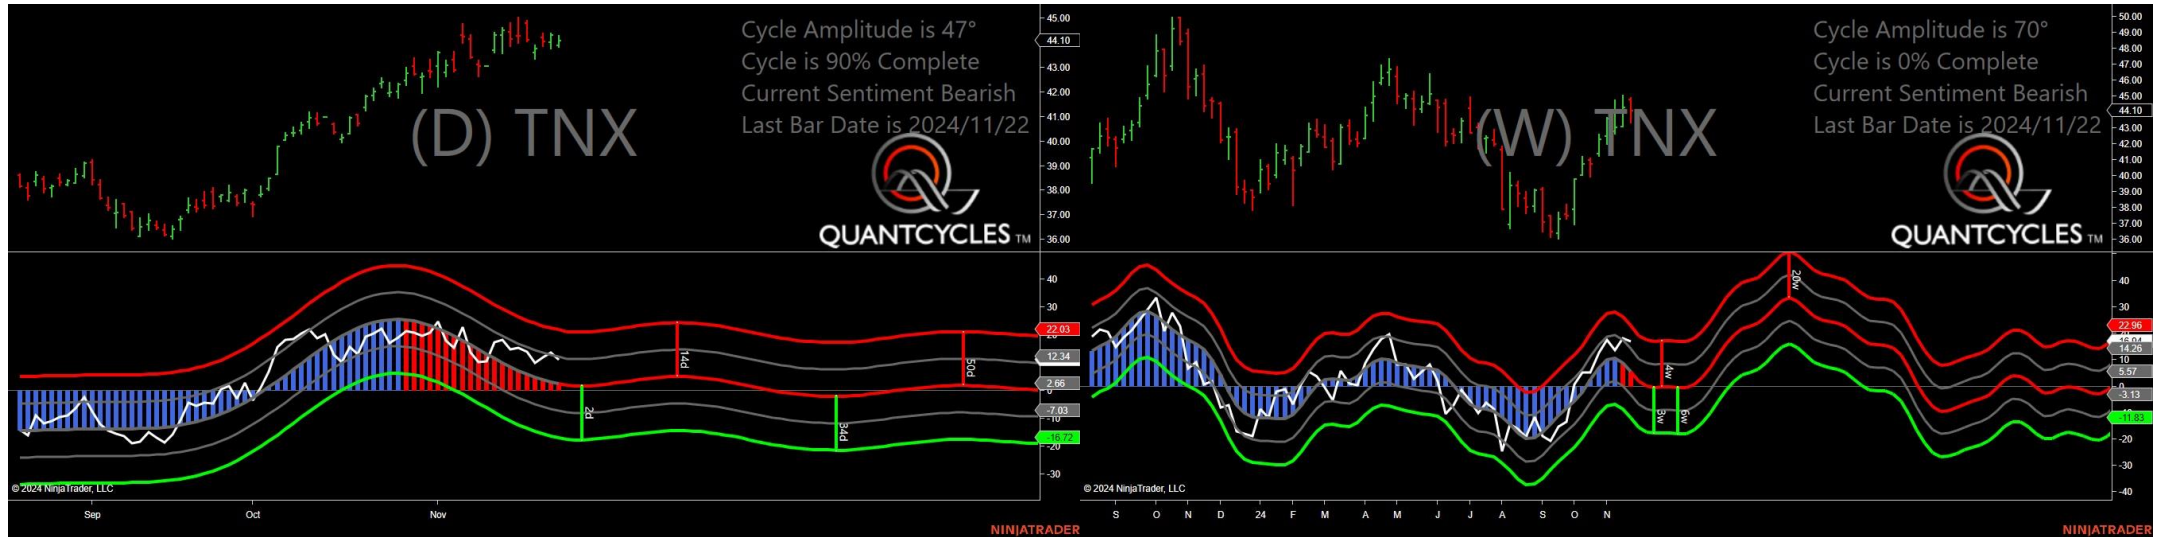 Cycle Amplitude is 47°
Cycle is 90% Complete
Current Sentiment Bearish
Last Bar Date is 2024/11/22
(D) TNX
QUANTCYCLES TM
45.00
44.10
43.00
42.00
41.00
40.00
39.00
38.00
37.00
36.00
40
30
22.03
12.34
2.66
0
-7.03
-10
-16.72
-20
-30
2d
14d
34d
50d
© 2024 NinjaTrader, LLC
Sep Oct Nov
NINJATRADER
Cycle Amplitude is 70°
Cycle is 0% Complete
Current Sentiment Bearish
Last Bar Date is 2024/11/22
(W) TNX
QUANTCYCLES TM
50.00
49.00
48.00
47.00
46.00
45.00
44.10
43.00
42.00
41.00
40.00
39.00
38.00
37.00
36.00
40
30
22.96
14.26
10
5.57
0
-3.13
-11.83
-20
-30
-40
3w
4w
6w
20w
© 2024 NinjaTrader, LLC
S O N D 24 F M A M J J A S O N
NINJATRADER